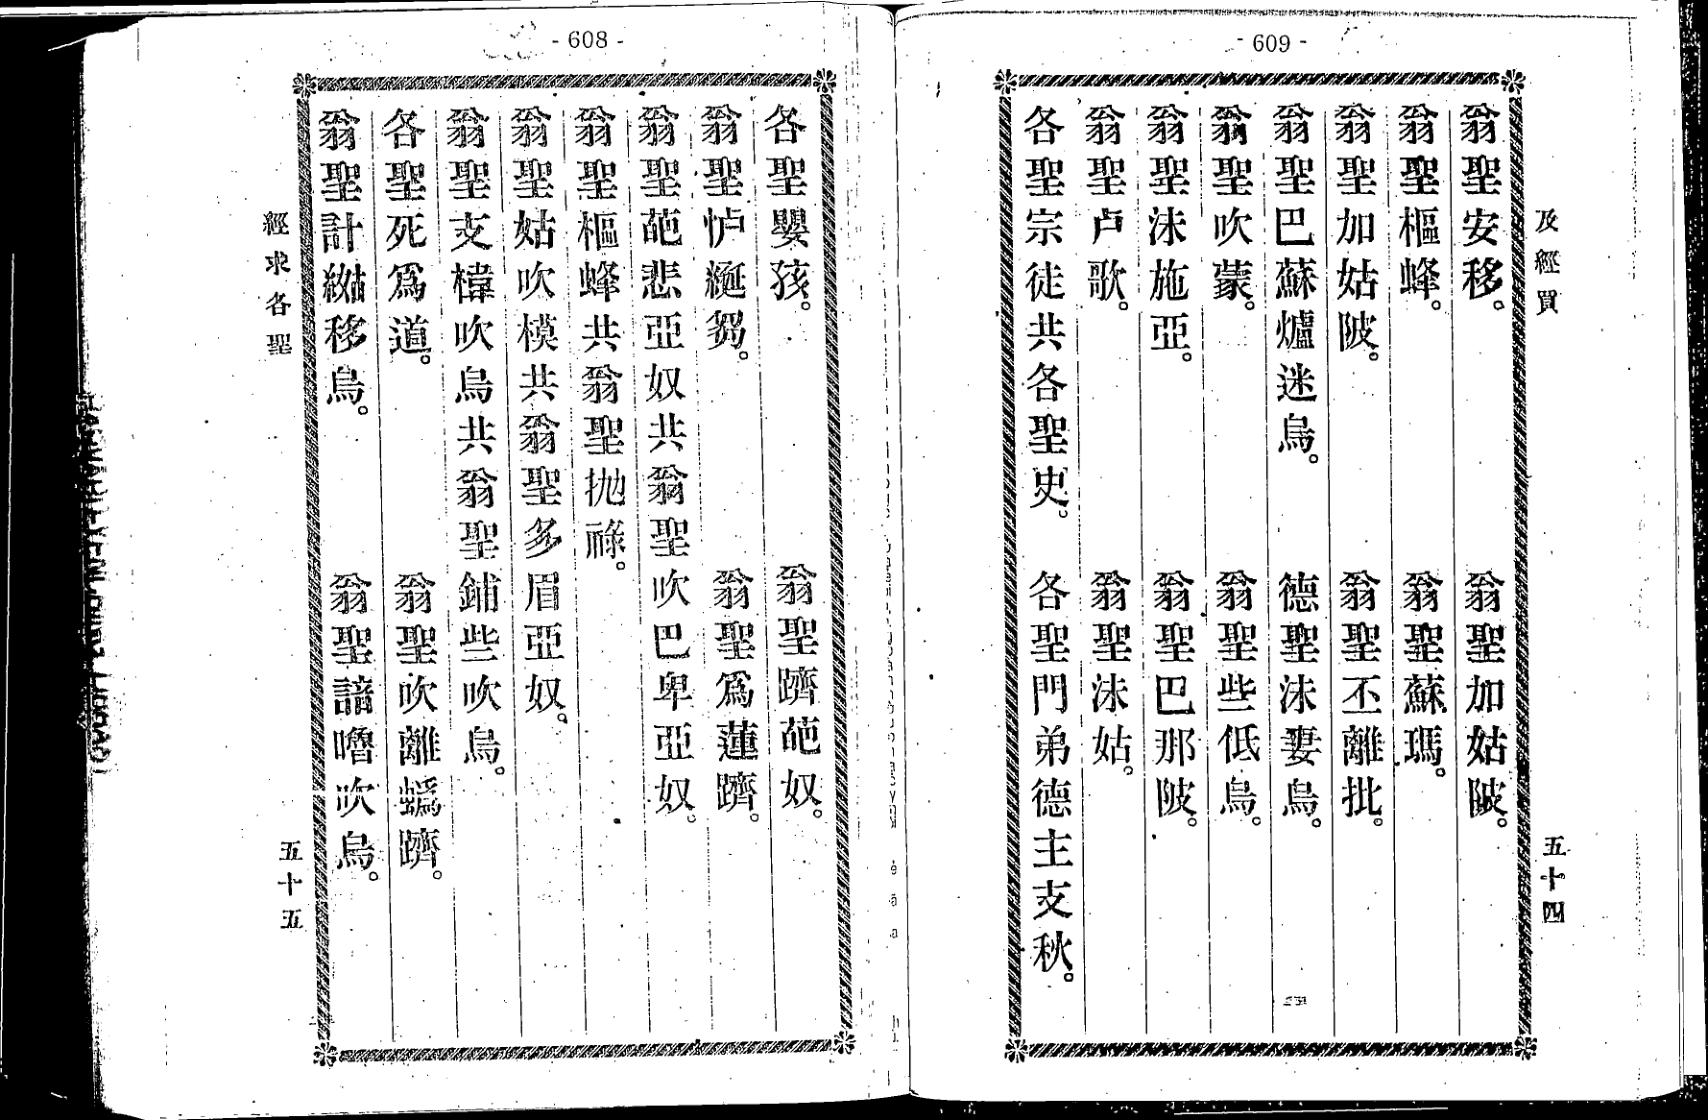 - 609 -
及經買
翁聖安移。 翁聖加姑陂。
翁聖樞蜂。 翁聖蘇瑪。
翁聖加姑陂。 翁聖丕離批。
翁聖巴蘇爐迷烏。 德聖沬妻烏。
翁聖吹蒙。 翁聖些低烏。
翁聖沬施亞。 翁聖巴那陂。
翁聖卢歌。 翁聖沬姑。
各聖宗徒共各聖史。 各聖門弟德主支秋。
五十四
- 608 -
各聖嬰孩。 翁聖躋葩奴。
翁聖怜綖芻。 翁聖爲蓮躋。
翁聖葩悲亞奴共翁聖吹巴卑亞奴。
翁聖樞蜂共翁聖抛祿。
翁聖姑吹模共翁聖多眉亞奴。
翁聖支樟吹烏共翁聖鋪些吹烏。
各聖死爲道。 翁聖吹離蟡躋。
翁聖計移烏。 翁聖諳嚕吹烏。
經求各聖
五十五